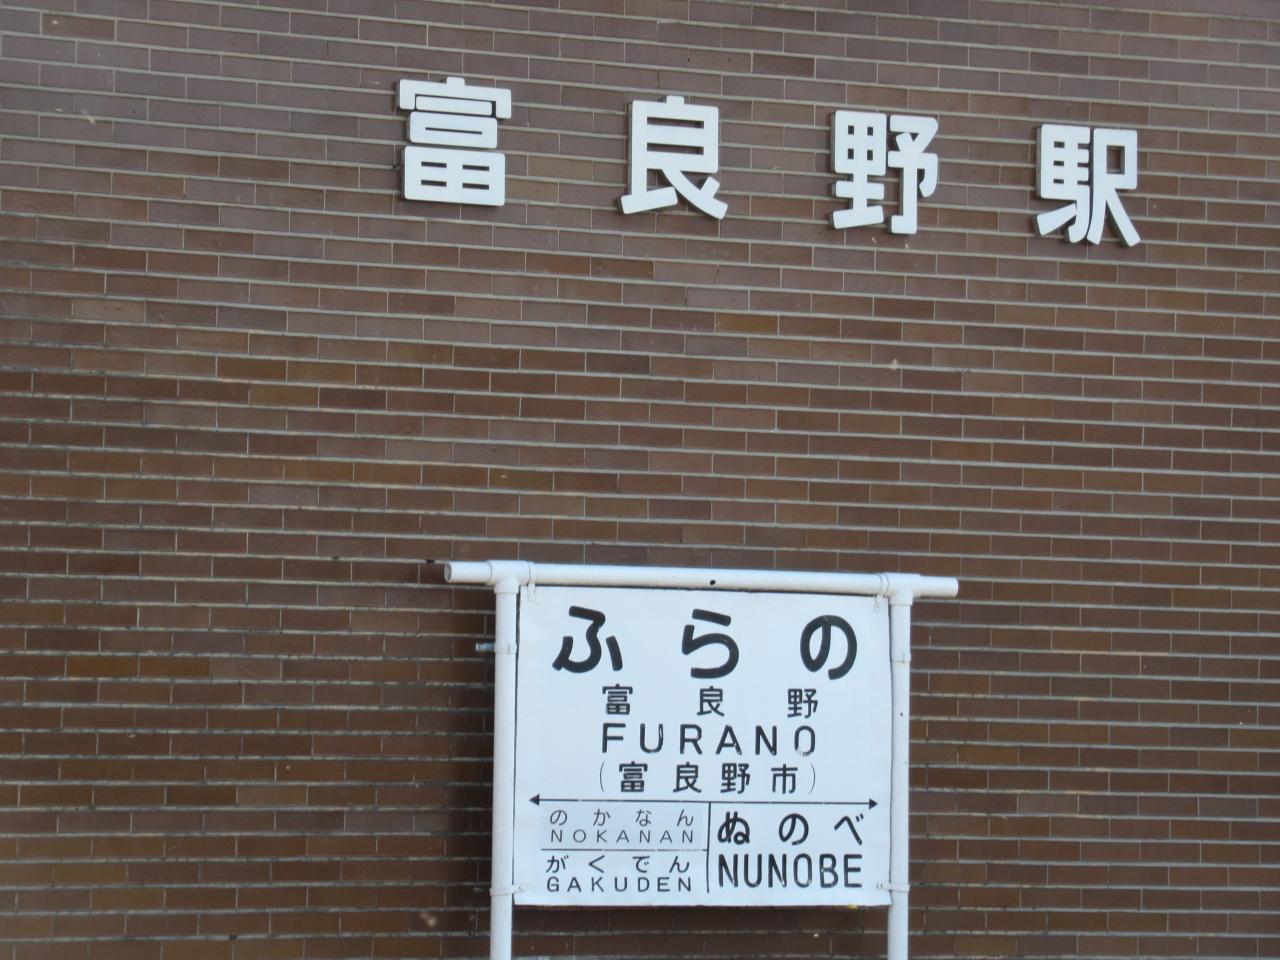 富良野駅
ふらの
富良野
FURANO
(富良野市)
のかなん
NOKANAN
がくでん
GAKUDEN
ぬのべ
NUNOBE